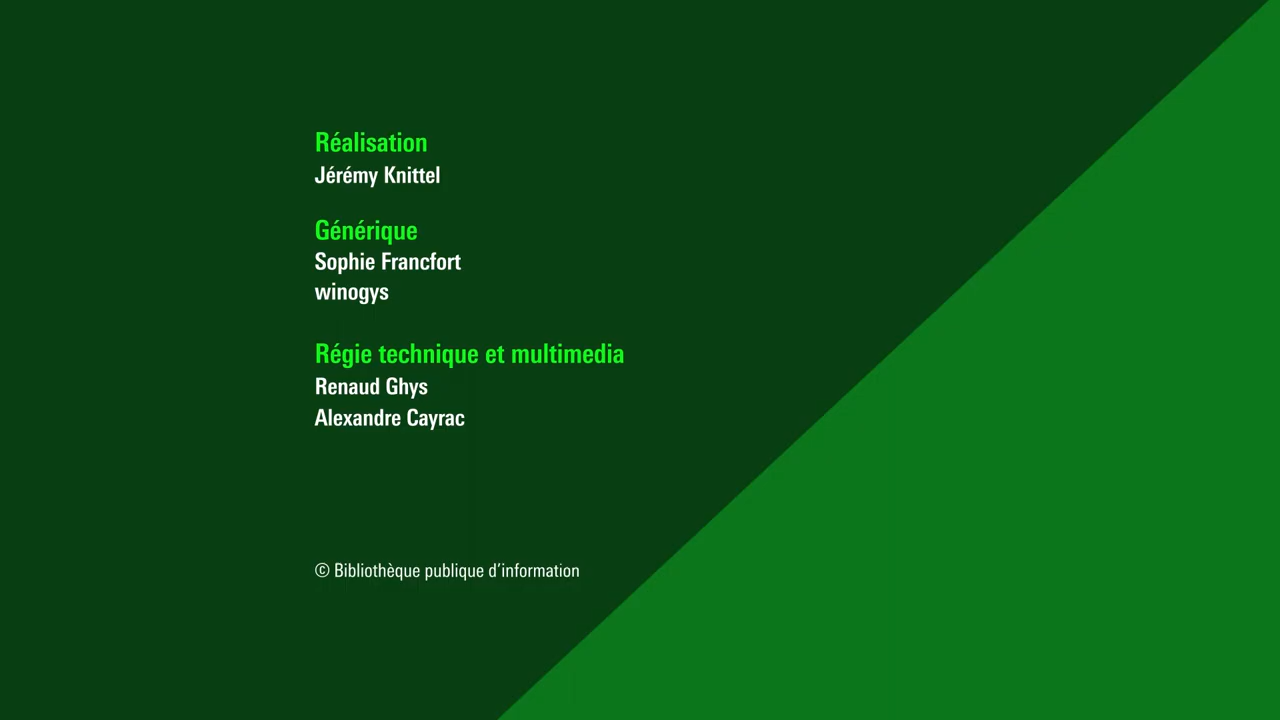 Réalisation
Jérémy Knittel
Générique
Sophie Francfort
winogys
Régie technique et multimedia
Renaud Ghys
Alexandre Cayrac
© Bibliothèque publique d’information